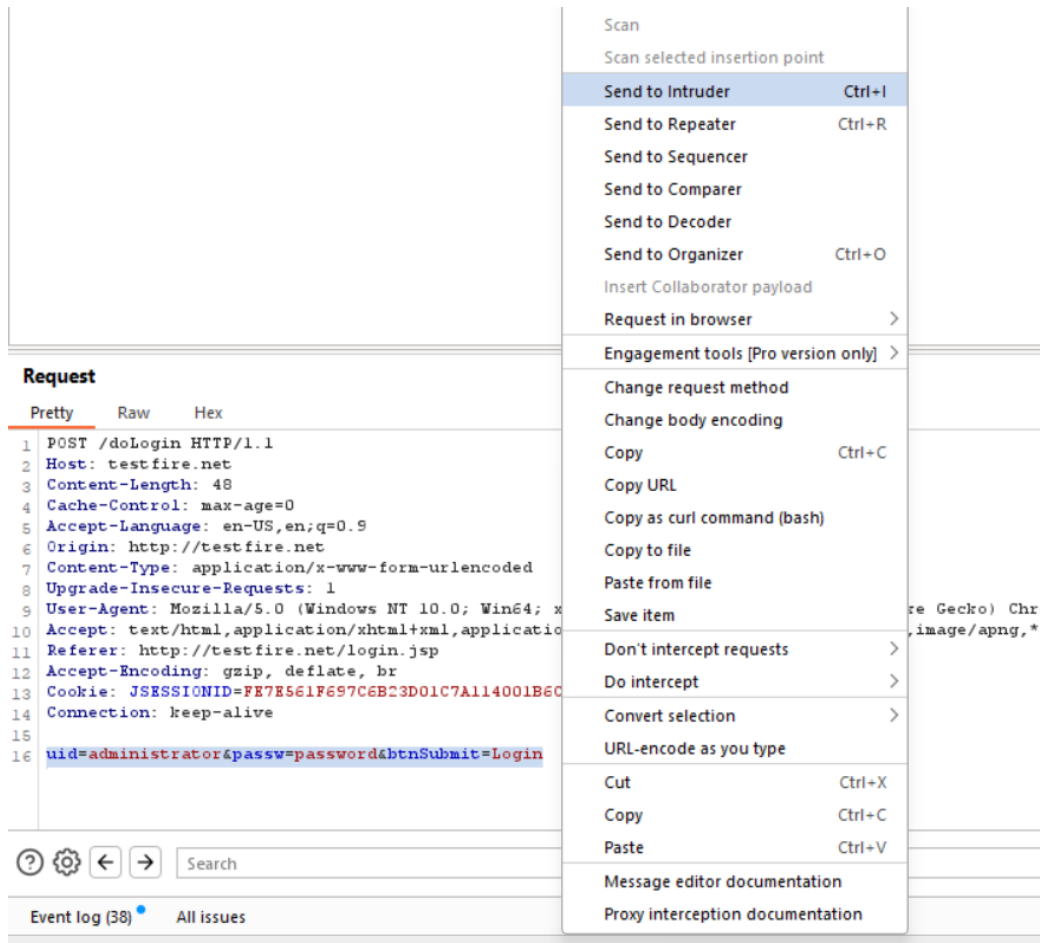 Scan
Scan selected insertion point
Send to Intruder Ctrl+I
Send to Repeater Ctrl+R
Send to Sequencer
Send to Comparer
Send to Decoder
Send to Organizer Ctrl+O
Insert Collaborator payload
Request in browser
Engagement tools [Pro version only]
Change request method
Change body encoding
Copy Ctrl+C
Copy URL
Copy as curl command (bash)
Copy to file
Paste from file
Save item
Don't intercept requests
Do intercept
Convert selection
URL-encode as you type
Cut Ctrl+X
Copy Ctrl+C
Paste Ctrl+V
Message editor documentation
Proxy interception documentation
Request
Pretty Raw Hex
1 POST /doLogin HTTP/1.1
2 Host: testfire.net
3 Content-Length: 48
4 Cache-Control: max-age=0
5 Accept-Language: en-US,en;q=0.9
6 Origin: http://testfire.net
7 Content-Type: application/x-www-form-urlencoded
8 Upgrade-Insecure-Requests: 1
9 User-Agent: Mozilla/5.0 (Windows NT 10.0; Win64; x re Gecko) Chr
10 Accept: text/html,application/xhtml+xml,applicatio ,image/apng,*
11 Referer: http://testfire.net/login.jsp
12 Accept-Encoding: gzip, deflate, br
13 Cookie: JSESSIONID=FE7E561F697C6B23D01C7A114001B6C
14 Connection: keep-alive
15
16 uid=administrator&passw=password&btnSubmit=Login
Search
Event log (38) All issues